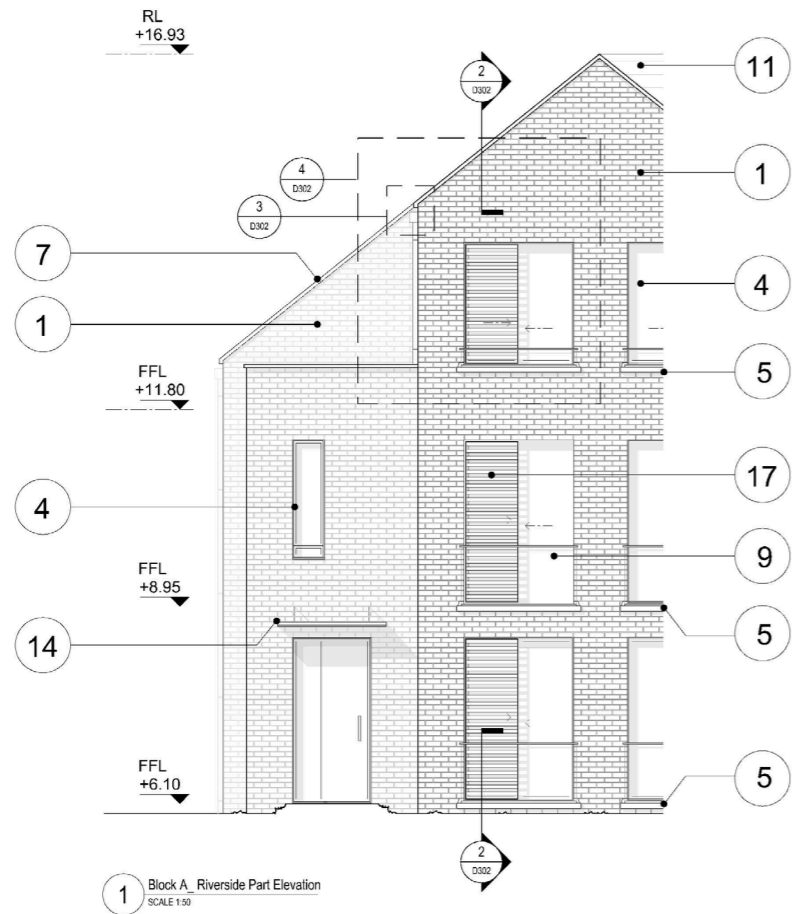 RL
+16.93
2
D302
11
4
D302
1
3
D302
7
4
1
FFL
+11.80
5
17
4
9
FFL
+8.95
5
14
FFL
+6.10
5
2
D302
1
Block A_ Riverside Part Elevation
SCALE 1:50